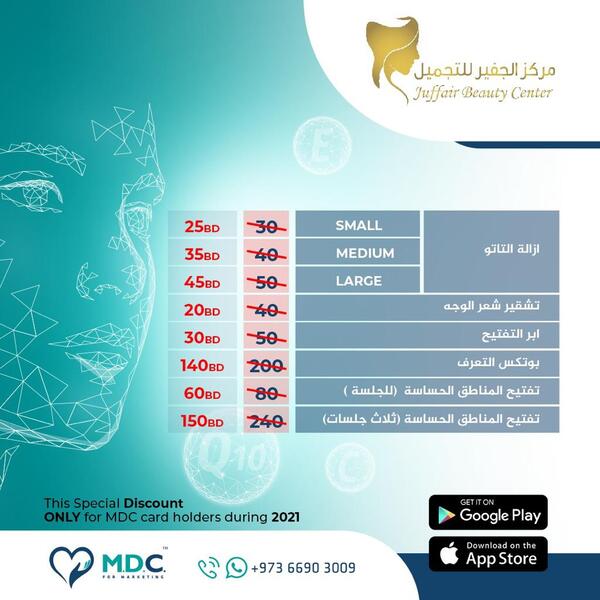 مركز الجفير للتجميل
Juffair Beauty Center
E
25BD 30 SMALL ازالة التاتو
35BD 40 MEDIUM
45BD 50 LARGE
20BD 40 تشقير شعر الوجه
30BD 50 ابر التفتيح
140BD 200 بوتكس التعرق
60BD 80 تفتيح المناطق الحساسة (للجلسة )
150BD 240 تفتيح المناطق الحساسة (ثلاث جلسات)
Q10
C
This Special Discount
ONLY for MDC card holders during 2021
GET IT ON
Google Play
Download on the
App Store
M.D.C. ™
FOR MARKETING
+973 6690 3009